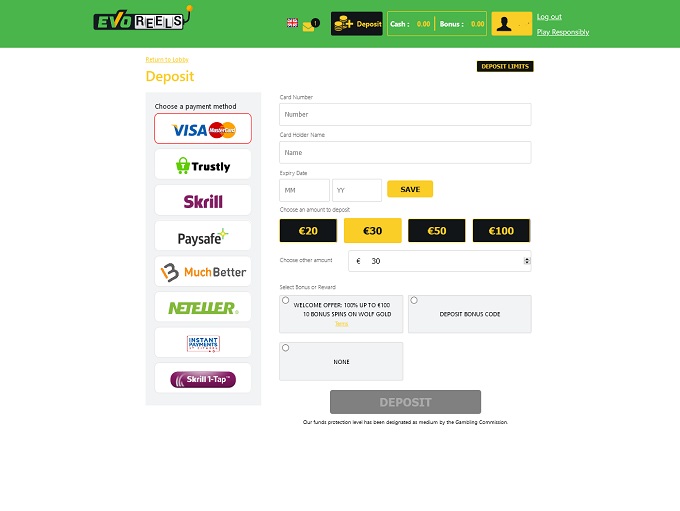 EVO REELS
1
Deposit
Cash : 0.00
Bonus : 0.00
Log out
Play Responsibly
Return to Lobby
Deposit
DEPOSIT LIMITS
Choose a payment method
VISA MasterCard
Trustly
Skrill
Paysafe
MuchBetter
NETELLER
INSTANT
PAYMENTS
Skrill 1-Tap™
Card Number
Number
Card Holder Name
Name
Expiry Date
MM
YY
SAVE
Choose an amount to deposit
€20
€30
€50
€100
Choose other amount
€ 30
Select Bonus or Reward
WELCOME OFFER: 100% UP TO €100
10 BONUS SPINS ON WOLF GOLD
DEPOSIT BONUS CODE
NONE
DEPOSIT
Our funds protection level has been designated as medium by the Gambling Commission.